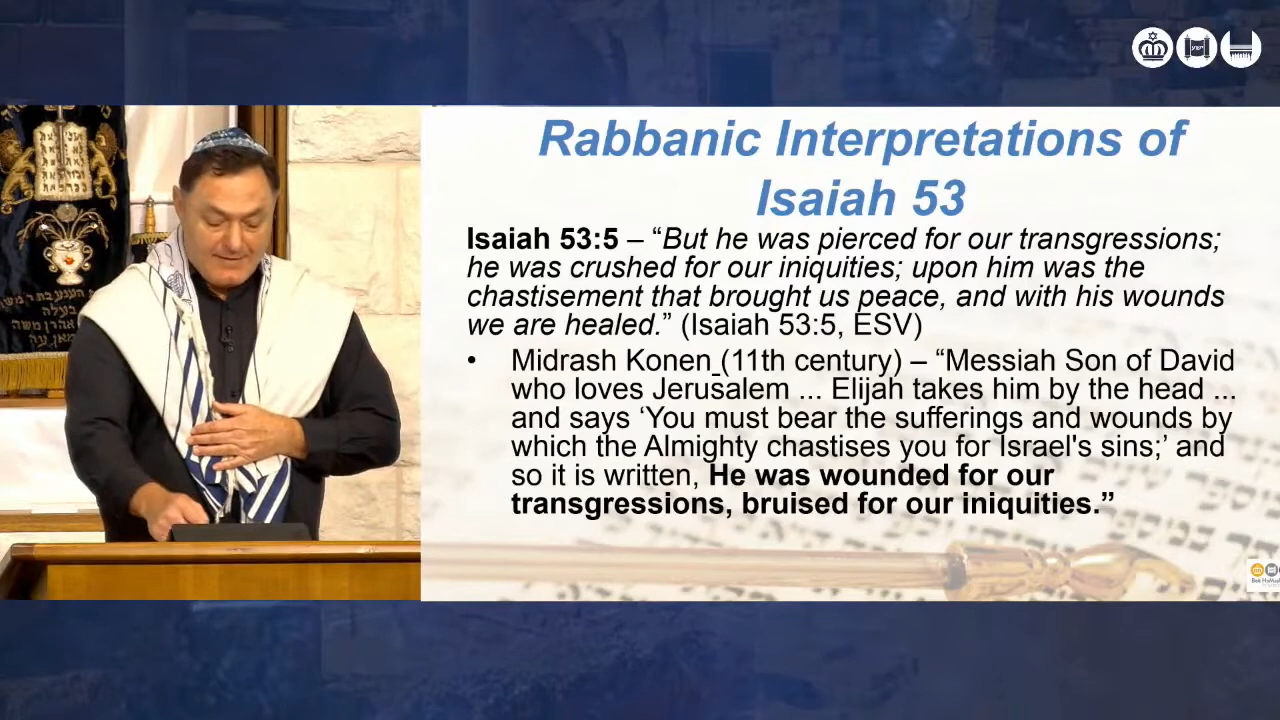 Rabbanic Interpretations of
Isaiah 53
Isaiah 53:5 – “But he was pierced for our transgressions;
he was crushed for our iniquities; upon him was the
chastisement that brought us peace, and with his wounds
we are healed.” (Isaiah 53:5, ESV)
• Midrash Konen (11th century) – “Messiah Son of David
who loves Jerusalem ... Elijah takes him by the head ...
and says ‘You must bear the sufferings and wounds by
which the Almighty chastises you for Israel's sins;’ and
so it is written, He was wounded for our
transgressions, bruised for our iniquities.”